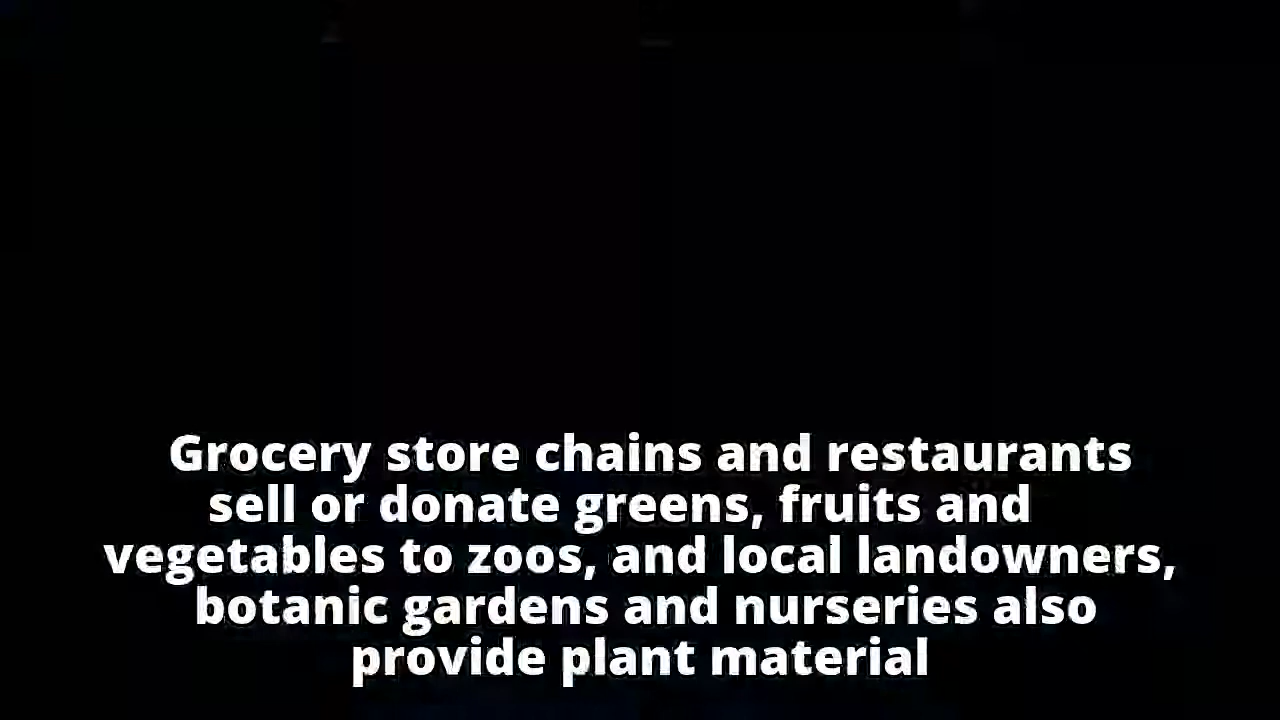 Grocery store chains and restaurants
sell or donate greens, fruits and
vegetables to zoos, and local landowners,
botanic gardens and nurseries also
provide plant material